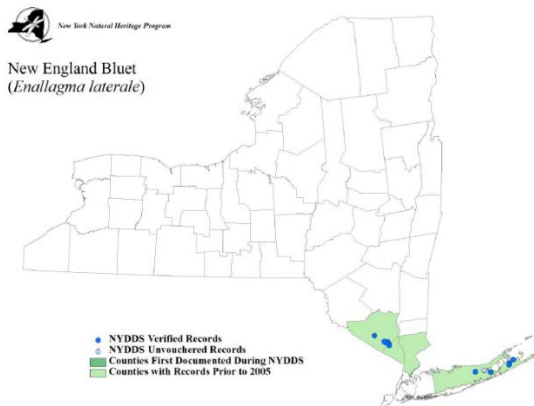 New York Natural Heritage Program
New England Bluet
(Enallagma laterale)
NYDDS Verified Records
NYDDS Unvouchered Records
Counties First Documented During NYDDS
Counties with Records Prior to 2005